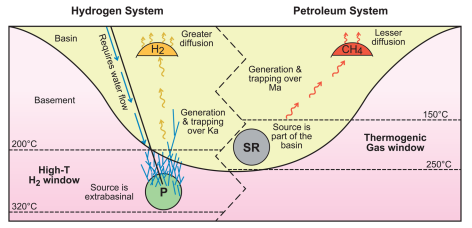 Hydrogen System
Petroleum System
Basin
Requires water flow
Greater
diffusion
H2
Lesser
diffusion
CH4
Generation &
trapping over
Ma
Basement
Generation
& trapping
over Ka
150°C
Source is
part of the
basin
SR
Thermogenic
Gas window
200°C
250°C
High-T
H2 window
Source is
extrabasinal
P
320°C